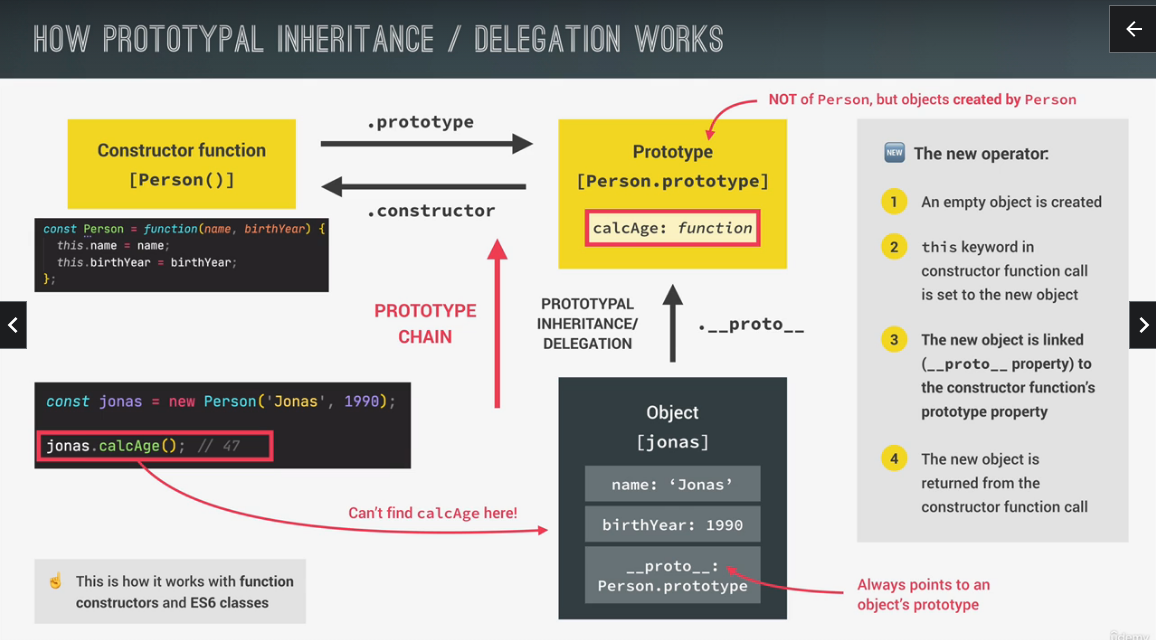 HOW PROTOTYPAL INHERITANCE / DELEGATION WORKS
NOT of Person, but objects created by Person
Constructor function
[Person()]
.prototype
.constructor
Prototype
[Person.prototype]
calcAge: function
const Person = function(name, birthYear) {
this.name = name;
this.birthYear = birthYear;
};
PROTOTYPE
CHAIN
PROTOTYPAL
INHERITANCE/
DELEGATION
.__proto__
const jonas = new Person('Jonas', 1990);
jonas.calcAge(); // 47
Can't find calcAge here!
Object
[jonas]
name: ‘Jonas’
birthYear: 1990
__proto__:
Person.prototype
Always points to an
object's prototype
☝ This is how it works with function
constructors and ES6 classes
NEW The new operator:
1 An empty object is created
2 this keyword in
constructor function call
is set to the new object
3 The new object is linked
(__proto__ property) to
the constructor function's
prototype property
4 The new object is
returned from the
constructor function call